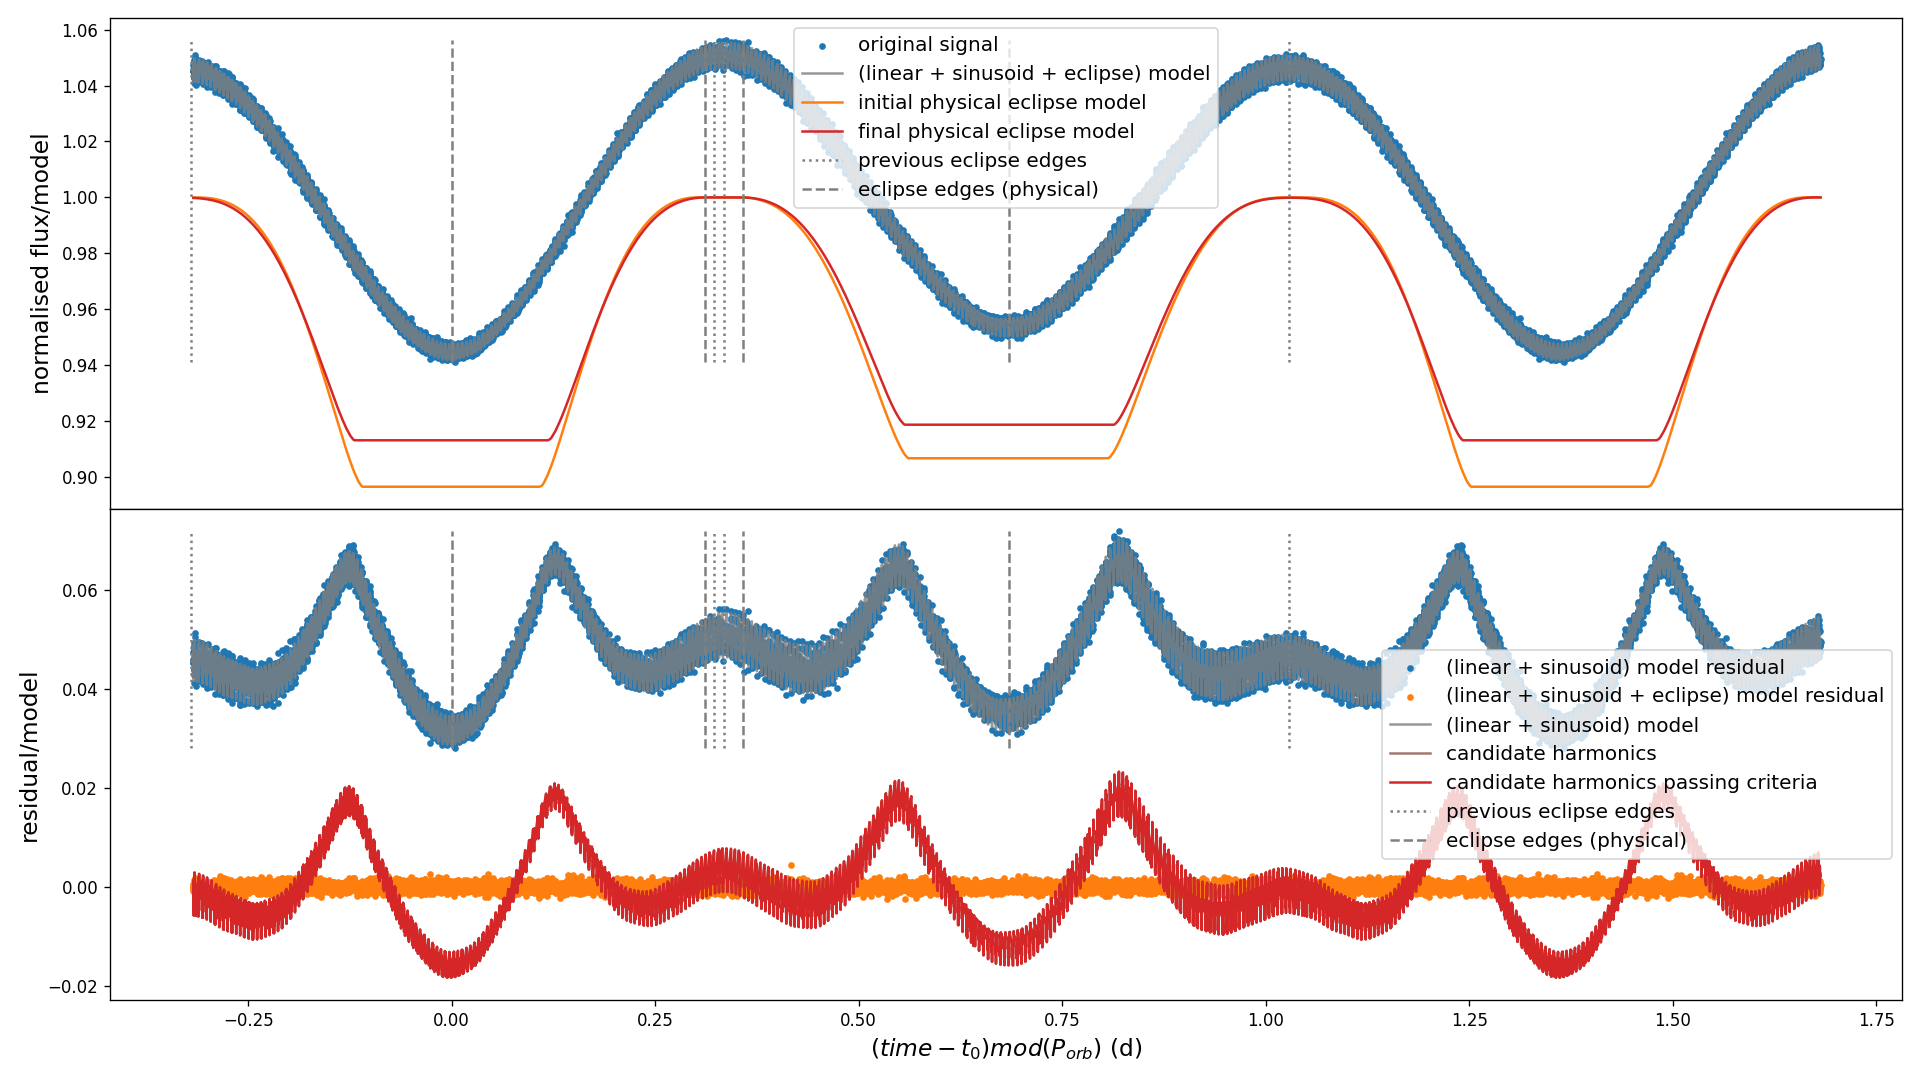 1.06
1.04
1.02
1.00
0.98
0.96
0.94
0.92
0.90
normalised flux/model
original signal
(linear + sinusoid + eclipse) model
initial physical eclipse model
final physical eclipse model
previous eclipse edges
eclipse edges (physical)
0.06
0.04
0.02
0.00
−0.02
residual/model
(linear + sinusoid) model residual
(linear + sinusoid + eclipse) model residual
(linear + sinusoid) model
candidate harmonics
candidate harmonics passing criteria
previous eclipse edges
eclipse edges (physical)
−0.25 0.00 0.25 0.50 0.75 1.00 1.25 1.50 1.75
(time − t₀)mod(P_orb) (d)